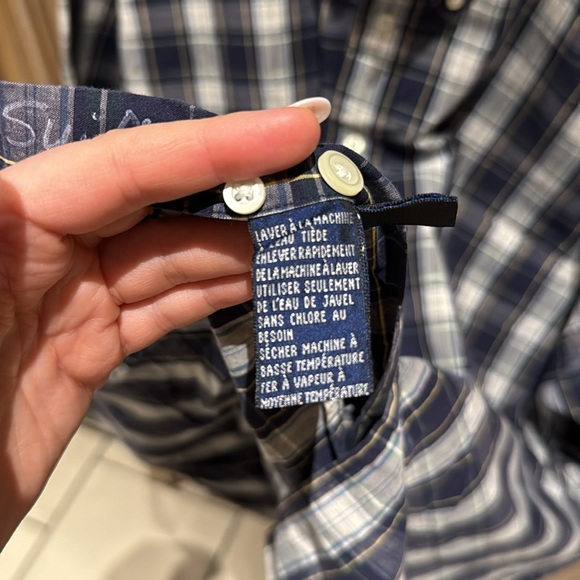 LAVER À LA MACHINE
À L'EAU TIÈDE
ENLEVER RAPIDEMENT
DE LA MACHINE À LAVER
UTILISER SEULEMENT
DE L'EAU DE JAVEL
SANS CHLORE AU
BESOIN
SÉCHER MACHINE À
BASSE TEMPÉRATURE
FER À VAPEUR À
MOYENNE TEMPÉRATURE